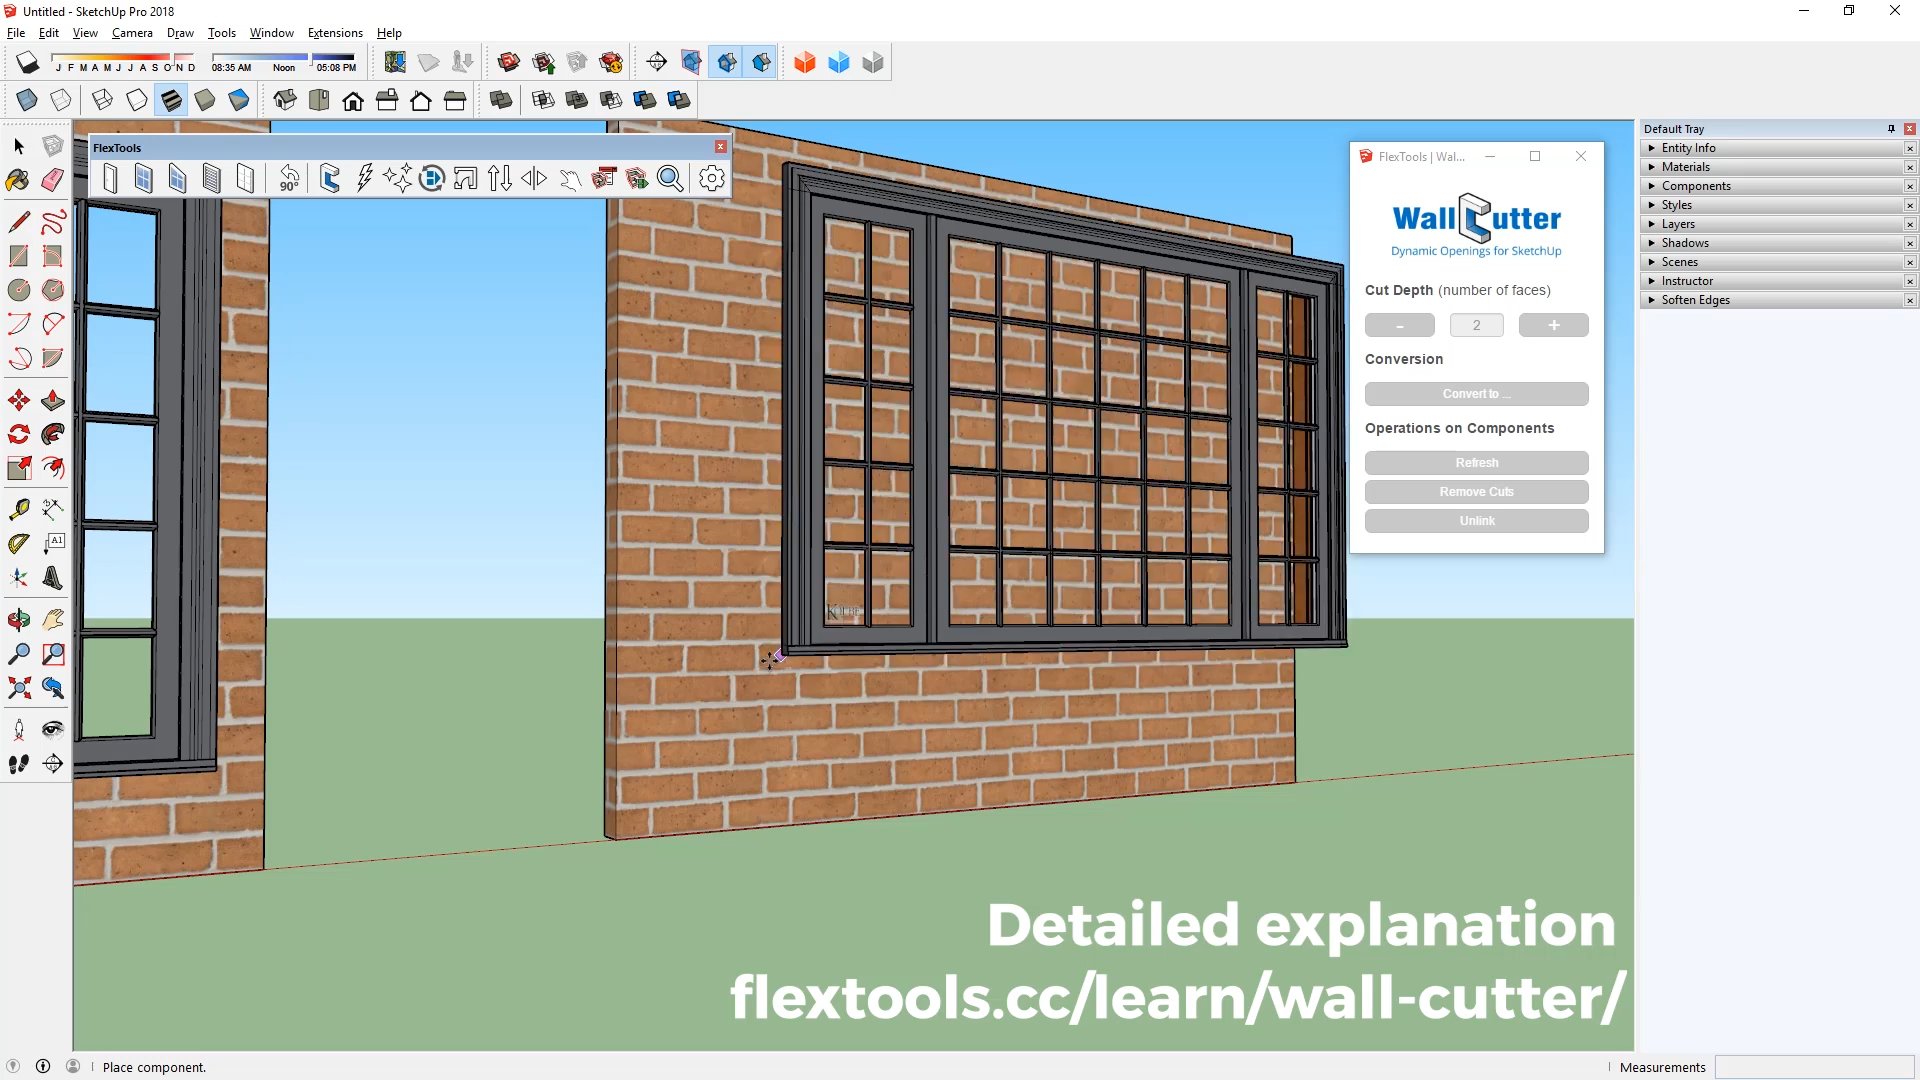 Untitled - SketchUp Pro 2018
File Edit View Camera Draw Tools Window Extensions Help
J F M A M J J A S O N D
08:35 AM Noon 05:08 PM
FlexTools
90°
A1
FlexTools | Wal...
Wall Cutter
Dynamic Openings for SketchUp
Cut Depth (number of faces)
- 2 +
Conversion
Convert to ...
Operations on Components
Refresh
Remove Cuts
Unlink
Default Tray
Entity Info
Materials
Components
Styles
Layers
Shadows
Scenes
Instructor
Soften Edges
Detailed explanation
flextools.cc/learn/wall-cutter/
Place component.
Measurements